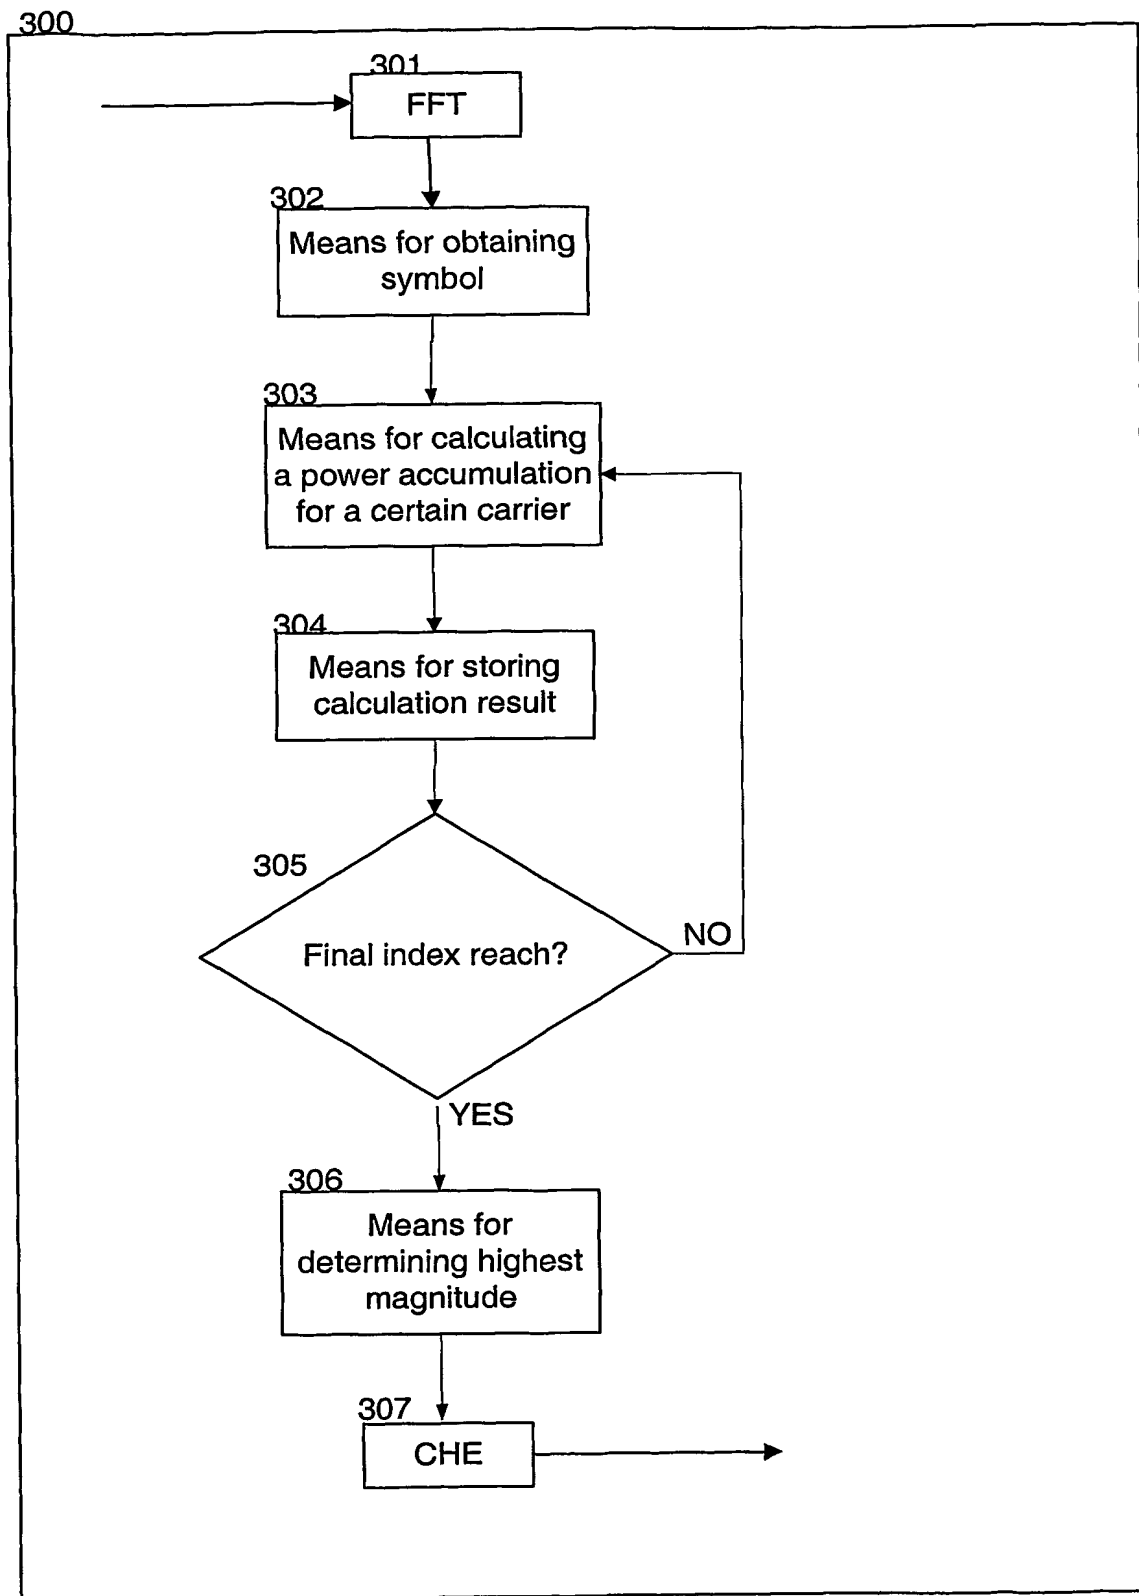 300
301
FFT
302
Means for obtaining
symbol
303
Means for calculating
a power accumulation
for a certain carrier
304
Means for storing
calculation result
305
Final index reach?
NO
YES
306
Means for
determining highest
magnitude
307
CHE